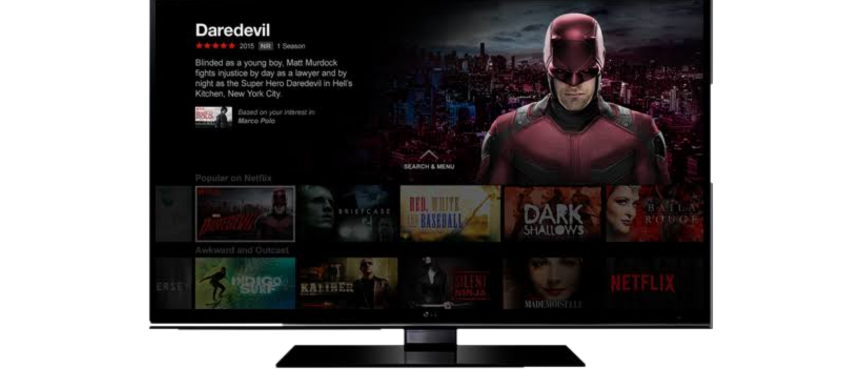 Daredevil
2015 NR 1 Season
Blinded as a young boy, Matt Murdock
fights injustice by day as a lawyer and by
night as the Super Hero Daredevil in Hell's
Kitchen, New York City.
Based on your interest in:
Marco Polo
SEARCH & MENU
Popular on Netflix
DAREDEVIL BRIEFCASE RED, WHITE AND BASEBALL DARK SHALLOWS BAILA ROUGE
Awkward and Outcast
INDIGO SURF KALIBER SILENT NINJA MADEMOISELLE NETFLIX
LG